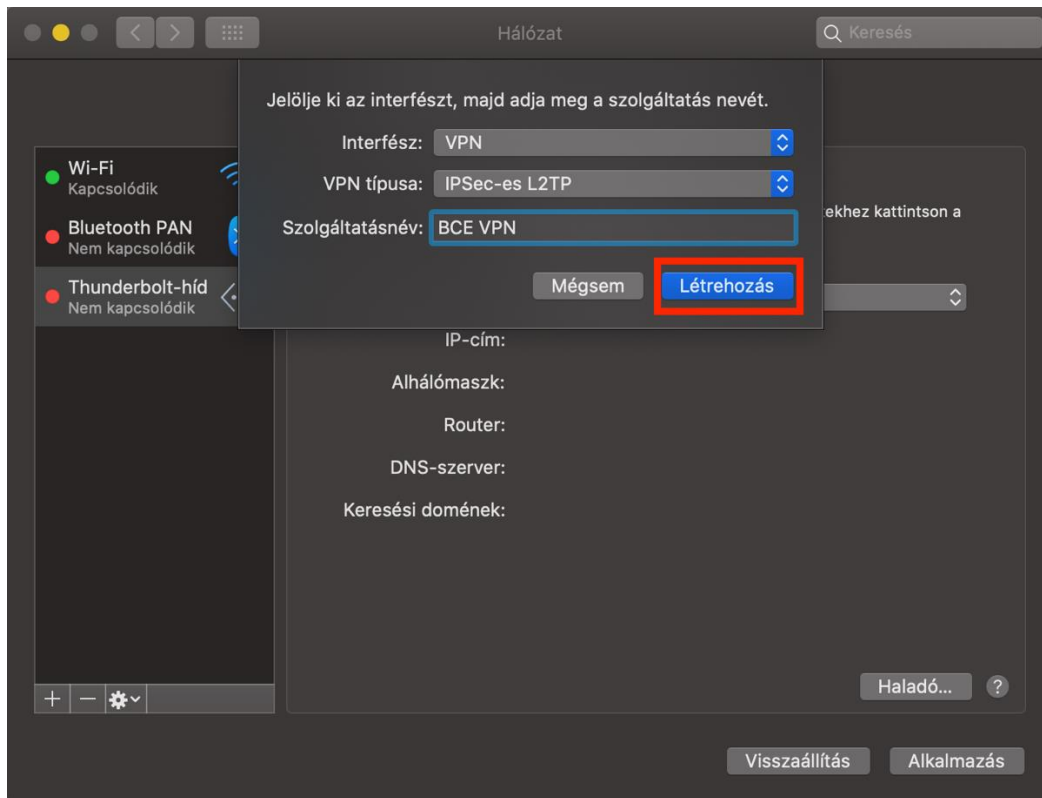 Hálózat
Keresés
Jelölje ki az interfészt, majd adja meg a szolgáltatás nevét.
Interfész: VPN
VPN típusa: IPSec-es L2TP
Szolgáltatásnév: BCE VPN
Mégsem Létrehozás
Wi-Fi
Kapcsolódik
Bluetooth PAN
Nem kapcsolódik
Thunderbolt-híd
Nem kapcsolódik
kattintson a
IP-cím:
Alhálómaszk:
Router:
DNS-szerver:
Keresési domének:
Haladó... ?
Visszaállítás Alkalmazás